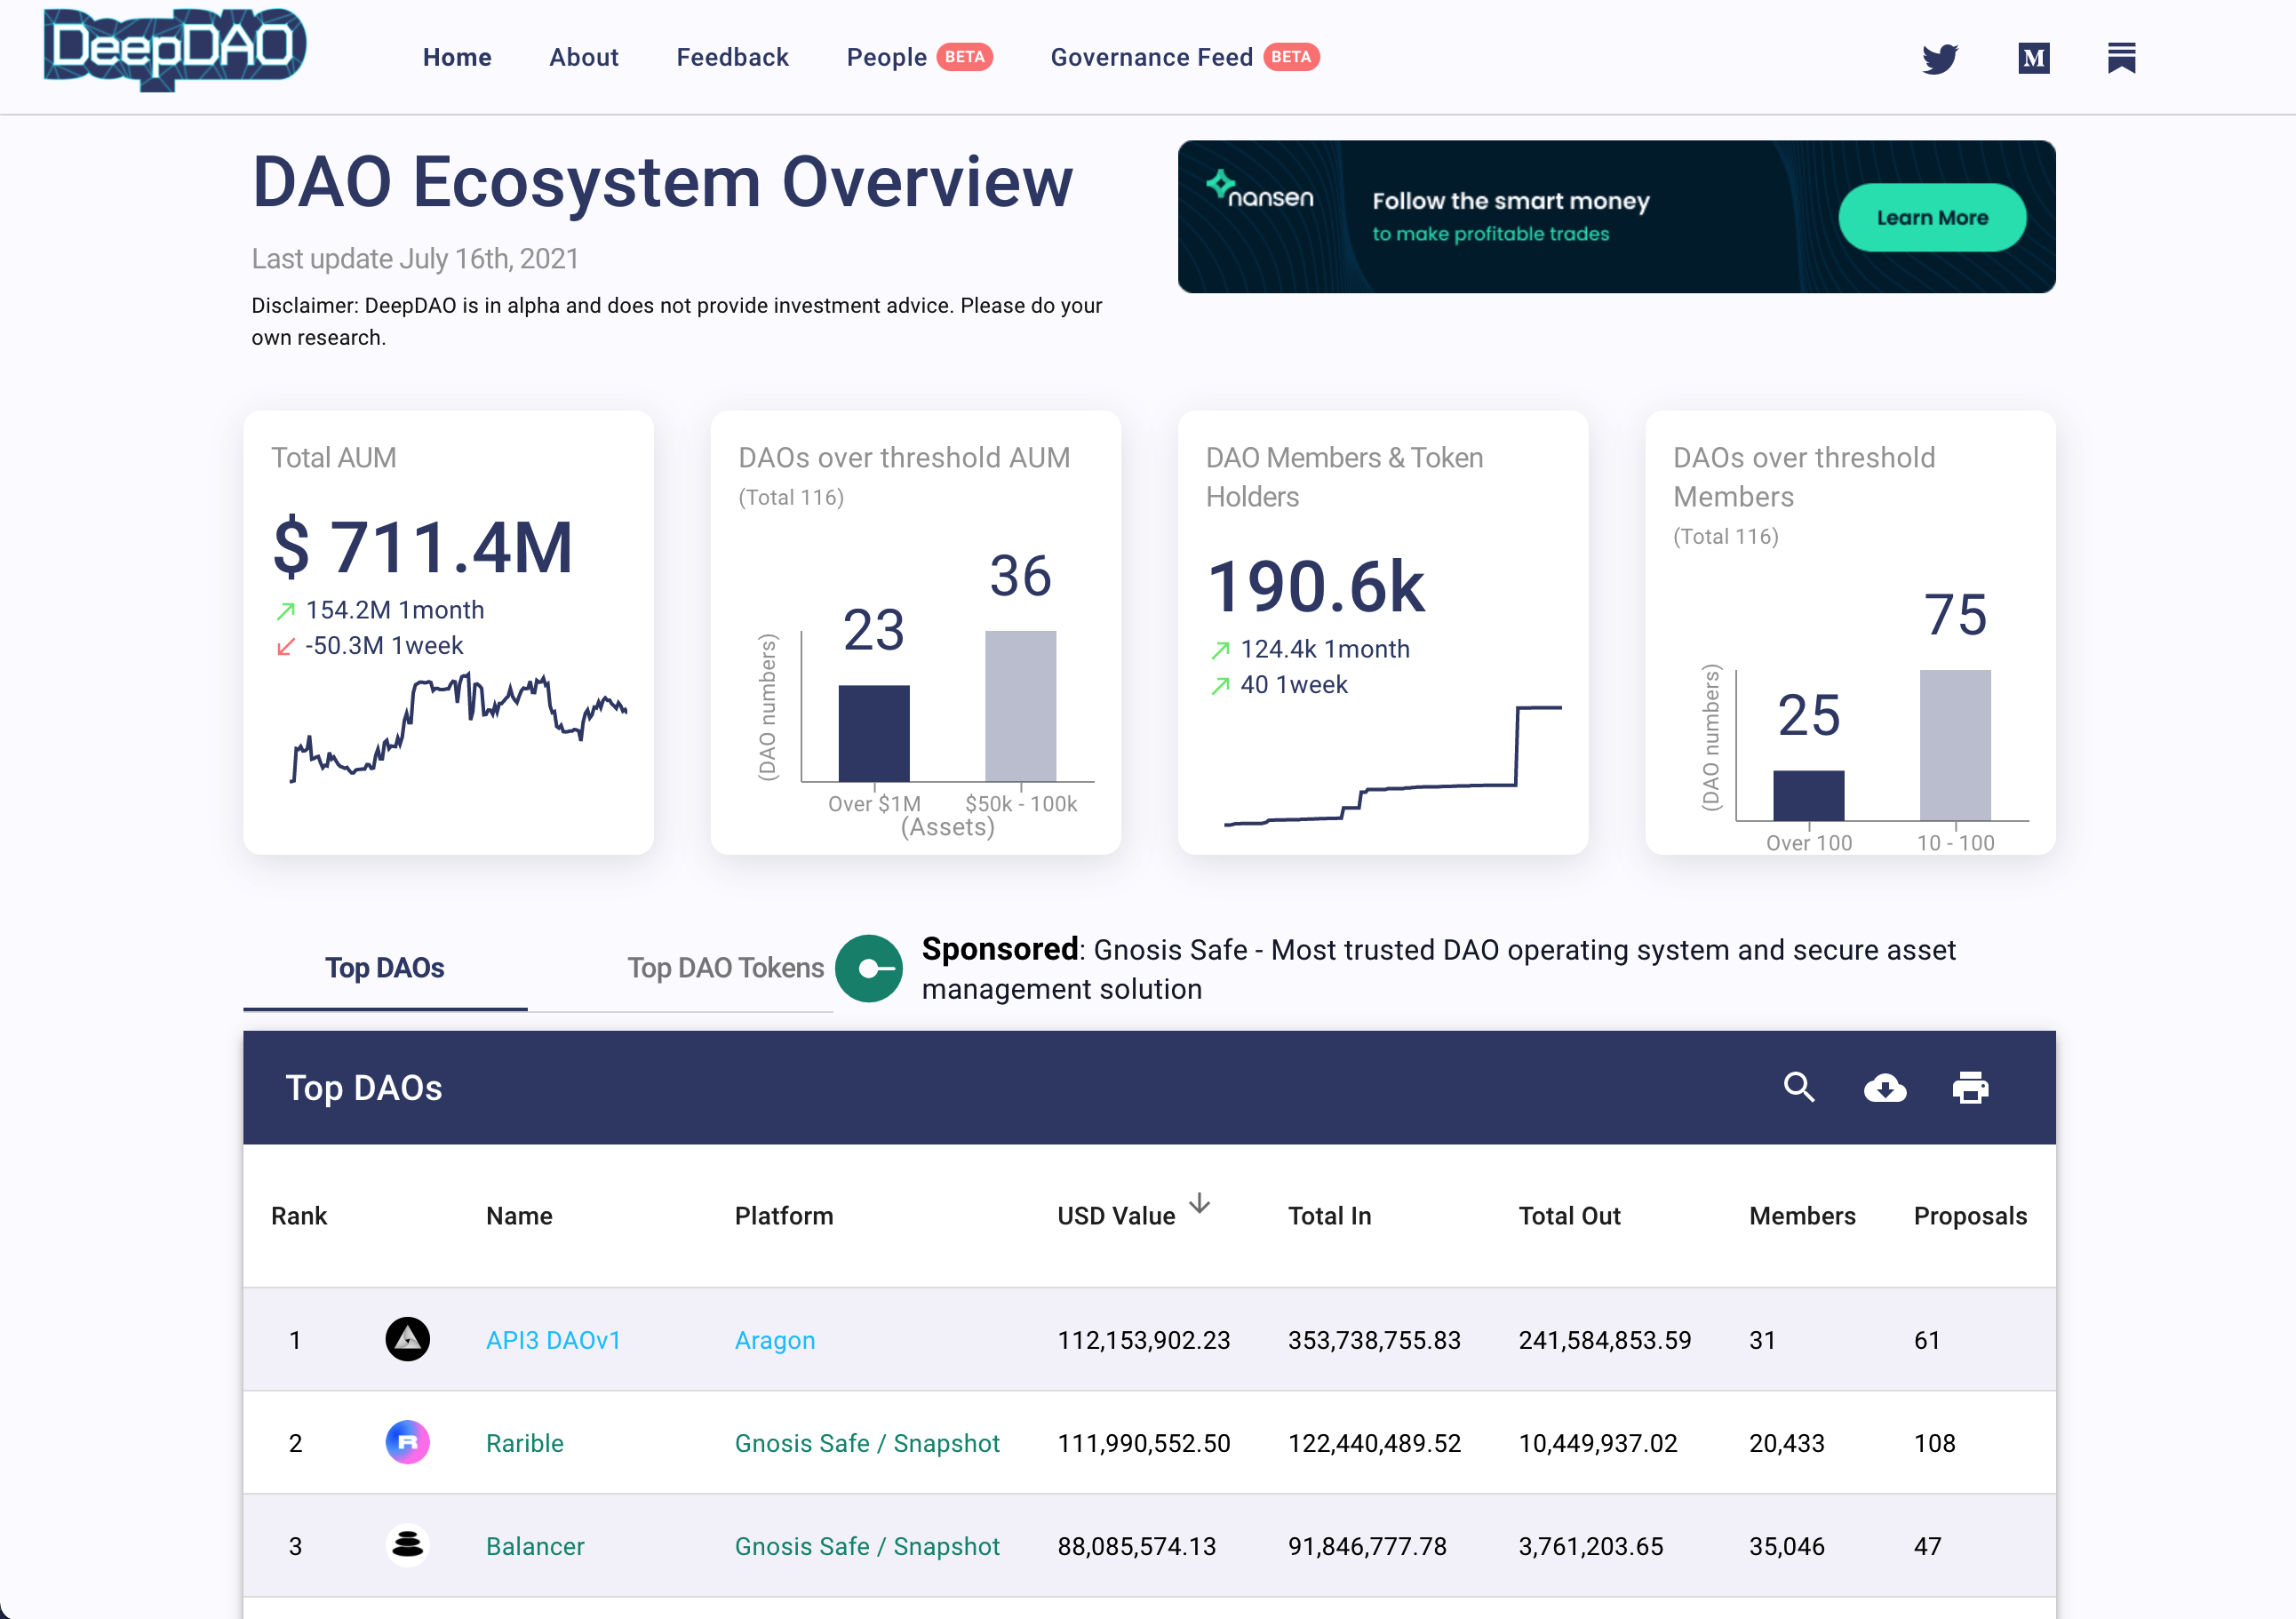 DeepDAO
Home About Feedback People BETA Governance Feed BETA
M
DAO Ecosystem Overview
Last update July 16th, 2021
Disclaimer: DeepDAO is in alpha and does not provide investment advice. Please do your
own research.
nansen
Follow the smart money
to make profitable trades
Learn More
Total AUM
$ 711.4M
154.2M 1month
-50.3M 1week
DAOs over threshold AUM
(Total 116)
36
23
(DAO numbers)
Over $1M $50k - 100k
(Assets)
DAO Members & Token
Holders
190.6k
124.4k 1month
40 1week
DAOs over threshold
Members
(Total 116)
75
25
(DAO numbers)
Over 100 10 - 100
Top DAOs Top DAO Tokens
Sponsored: Gnosis Safe - Most trusted DAO operating system and secure asset
management solution
Top DAOs
Rank Name Platform USD Value Total In Total Out Members Proposals
1 API3 DAOv1 Aragon 112,153,902.23 353,738,755.83 241,584,853.59 31 61
2 R Rarible Gnosis Safe / Snapshot 111,990,552.50 122,440,489.52 10,449,937.02 20,433 108
3 Balancer Gnosis Safe / Snapshot 88,085,574.13 91,846,777.78 3,761,203.65 35,046 47